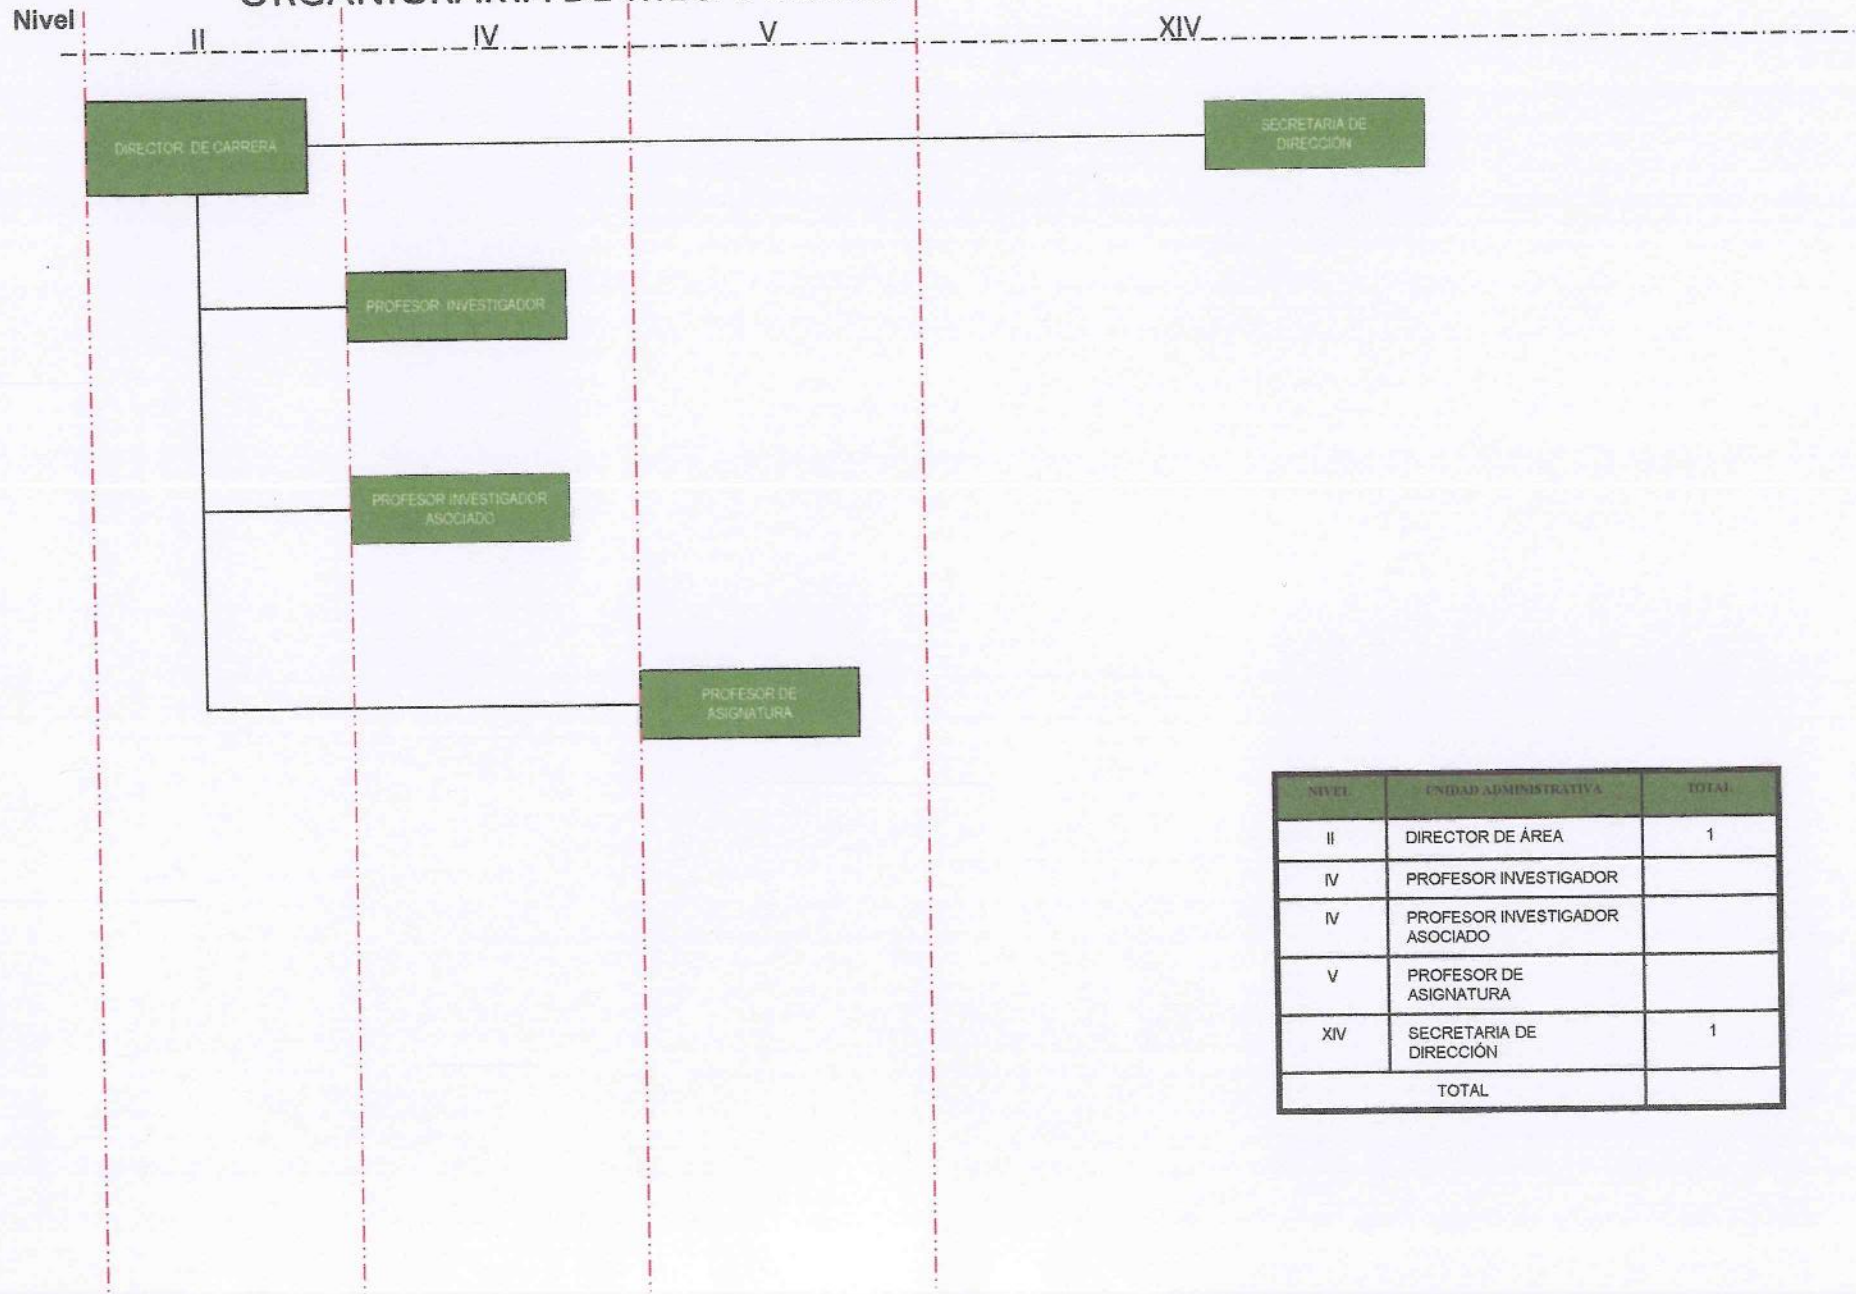 Nivel
II IV V XIV
DIRECTOR DE CARRERA
SECRETARIA DE
DIRECCIÓN
PROFESOR INVESTIGADOR
PROFESOR INVESTIGADOR
ASOCIADO
PROFESOR DE
ASIGNATURA
NIVEL UNIDAD ADMINISTRATIVA TOTAL
II DIRECTOR DE ÁREA 1
IV PROFESOR INVESTIGADOR
IV PROFESOR INVESTIGADOR
ASOCIADO
V PROFESOR DE
ASIGNATURA
XIV SECRETARIA DE 1
DIRECCIÓN
TOTAL